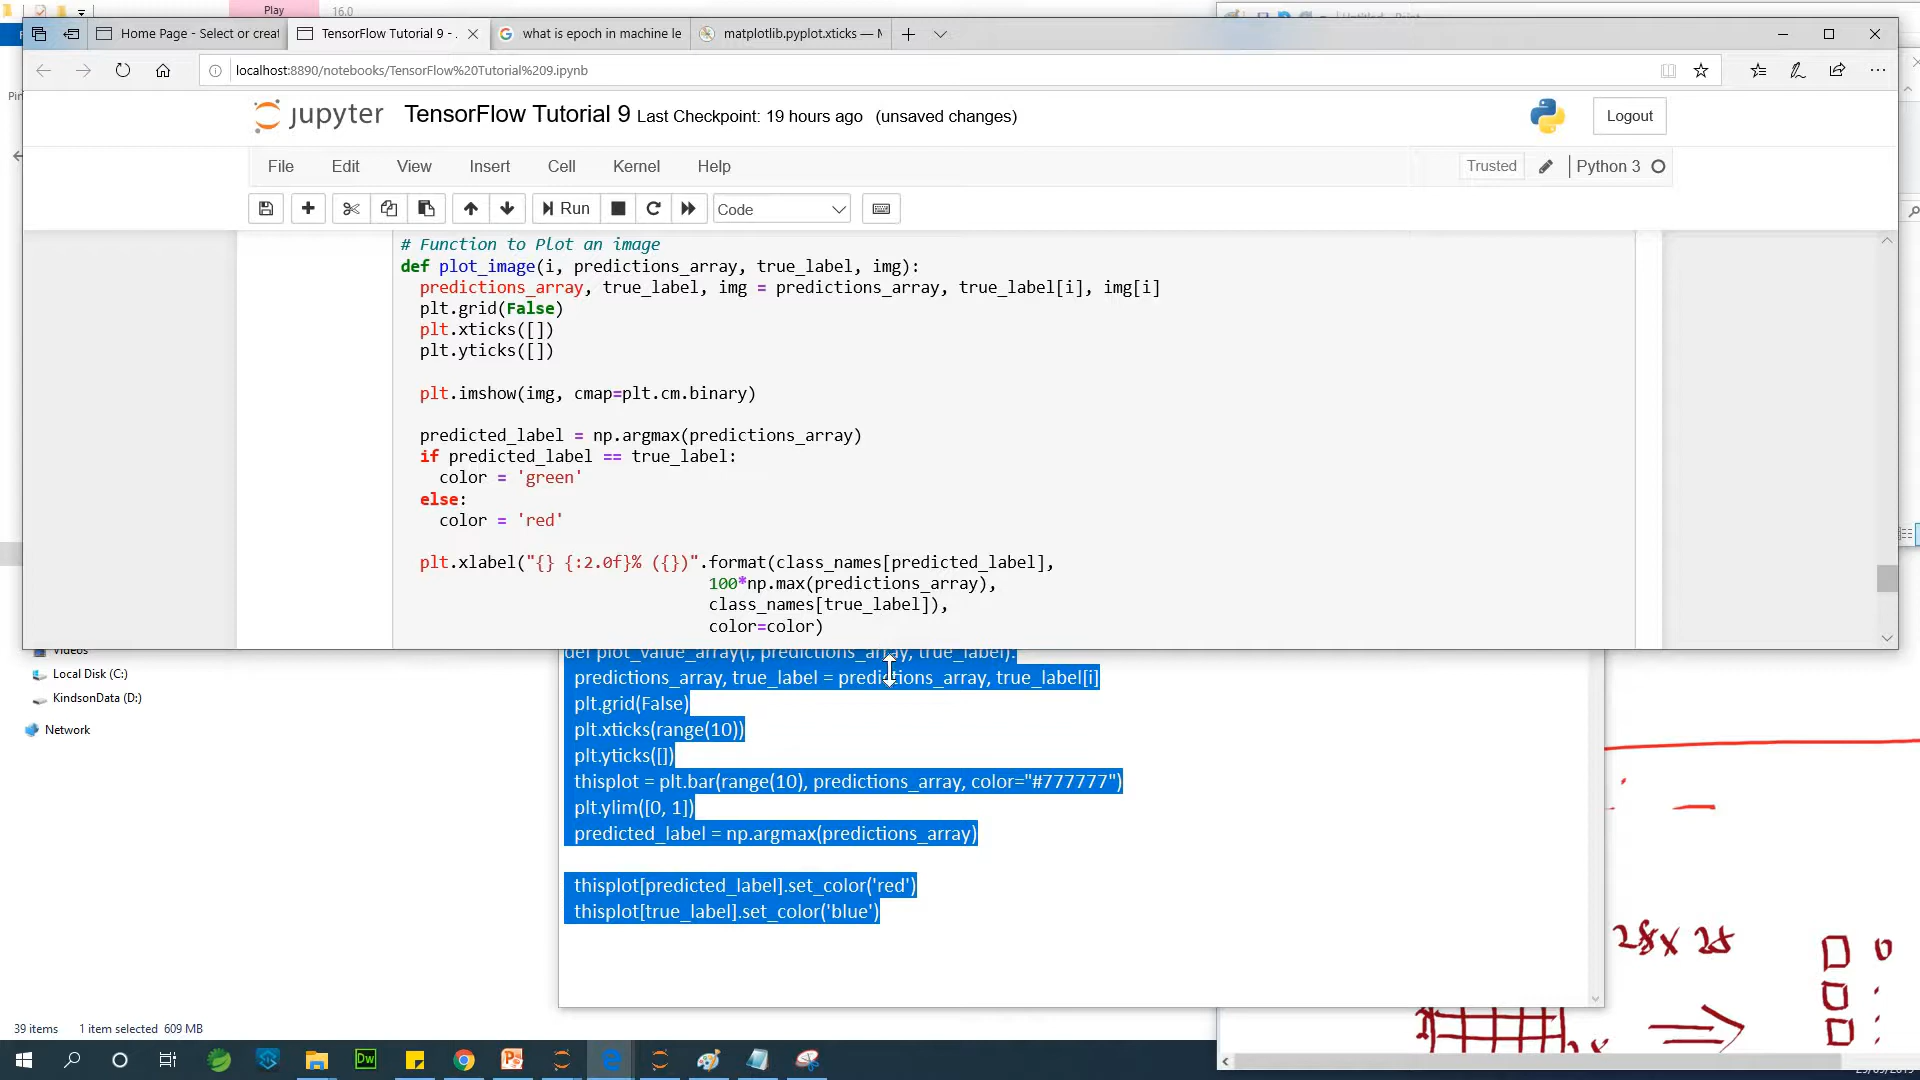 Play
16.0
Untitled - Paint
Home Page - Select or creat
TensorFlow Tutorial 9 - .
what is epoch in machine le
matplotlib.pyplot.xticks — M
localhost:8890/notebooks/TensorFlow%20Tutorial%209.ipynb
Pin
jupyter TensorFlow Tutorial 9 Last Checkpoint: 19 hours ago (unsaved changes)
Logout
File Edit View Insert Cell Kernel Help
Trusted Python 3
Run
Code
# Function to Plot an image
def plot_image(i, predictions_array, true_label, img):
predictions_array, true_label, img = predictions_array, true_label[i], img[i]
plt.grid(False)
plt.xticks([])
plt.yticks([])
plt.imshow(img, cmap=plt.cm.binary)
predicted_label = np.argmax(predictions_array)
if predicted_label == true_label:
color = 'green'
else:
color = 'red'
plt.xlabel("{} {:2.0f}% ({})".format(class_names[predicted_label],
100*np.max(predictions_array),
class_names[true_label]),
color=color)
Videos
Local Disk (C:)
KindsonData (D:)
Network
def plot_value_array(i, predictions_array, true_label):
predictions_array, true_label = predictions_array, true_label[i]
plt.grid(False)
plt.xticks(range(10))
plt.yticks([])
thisplot = plt.bar(range(10), predictions_array, color="#777777")
plt.ylim([0, 1])
predicted_label = np.argmax(predictions_array)
thisplot[predicted_label].set_color('red')
thisplot[true_label].set_color('blue')
28x28
0
39 items 1 item selected 609 MB
Dw